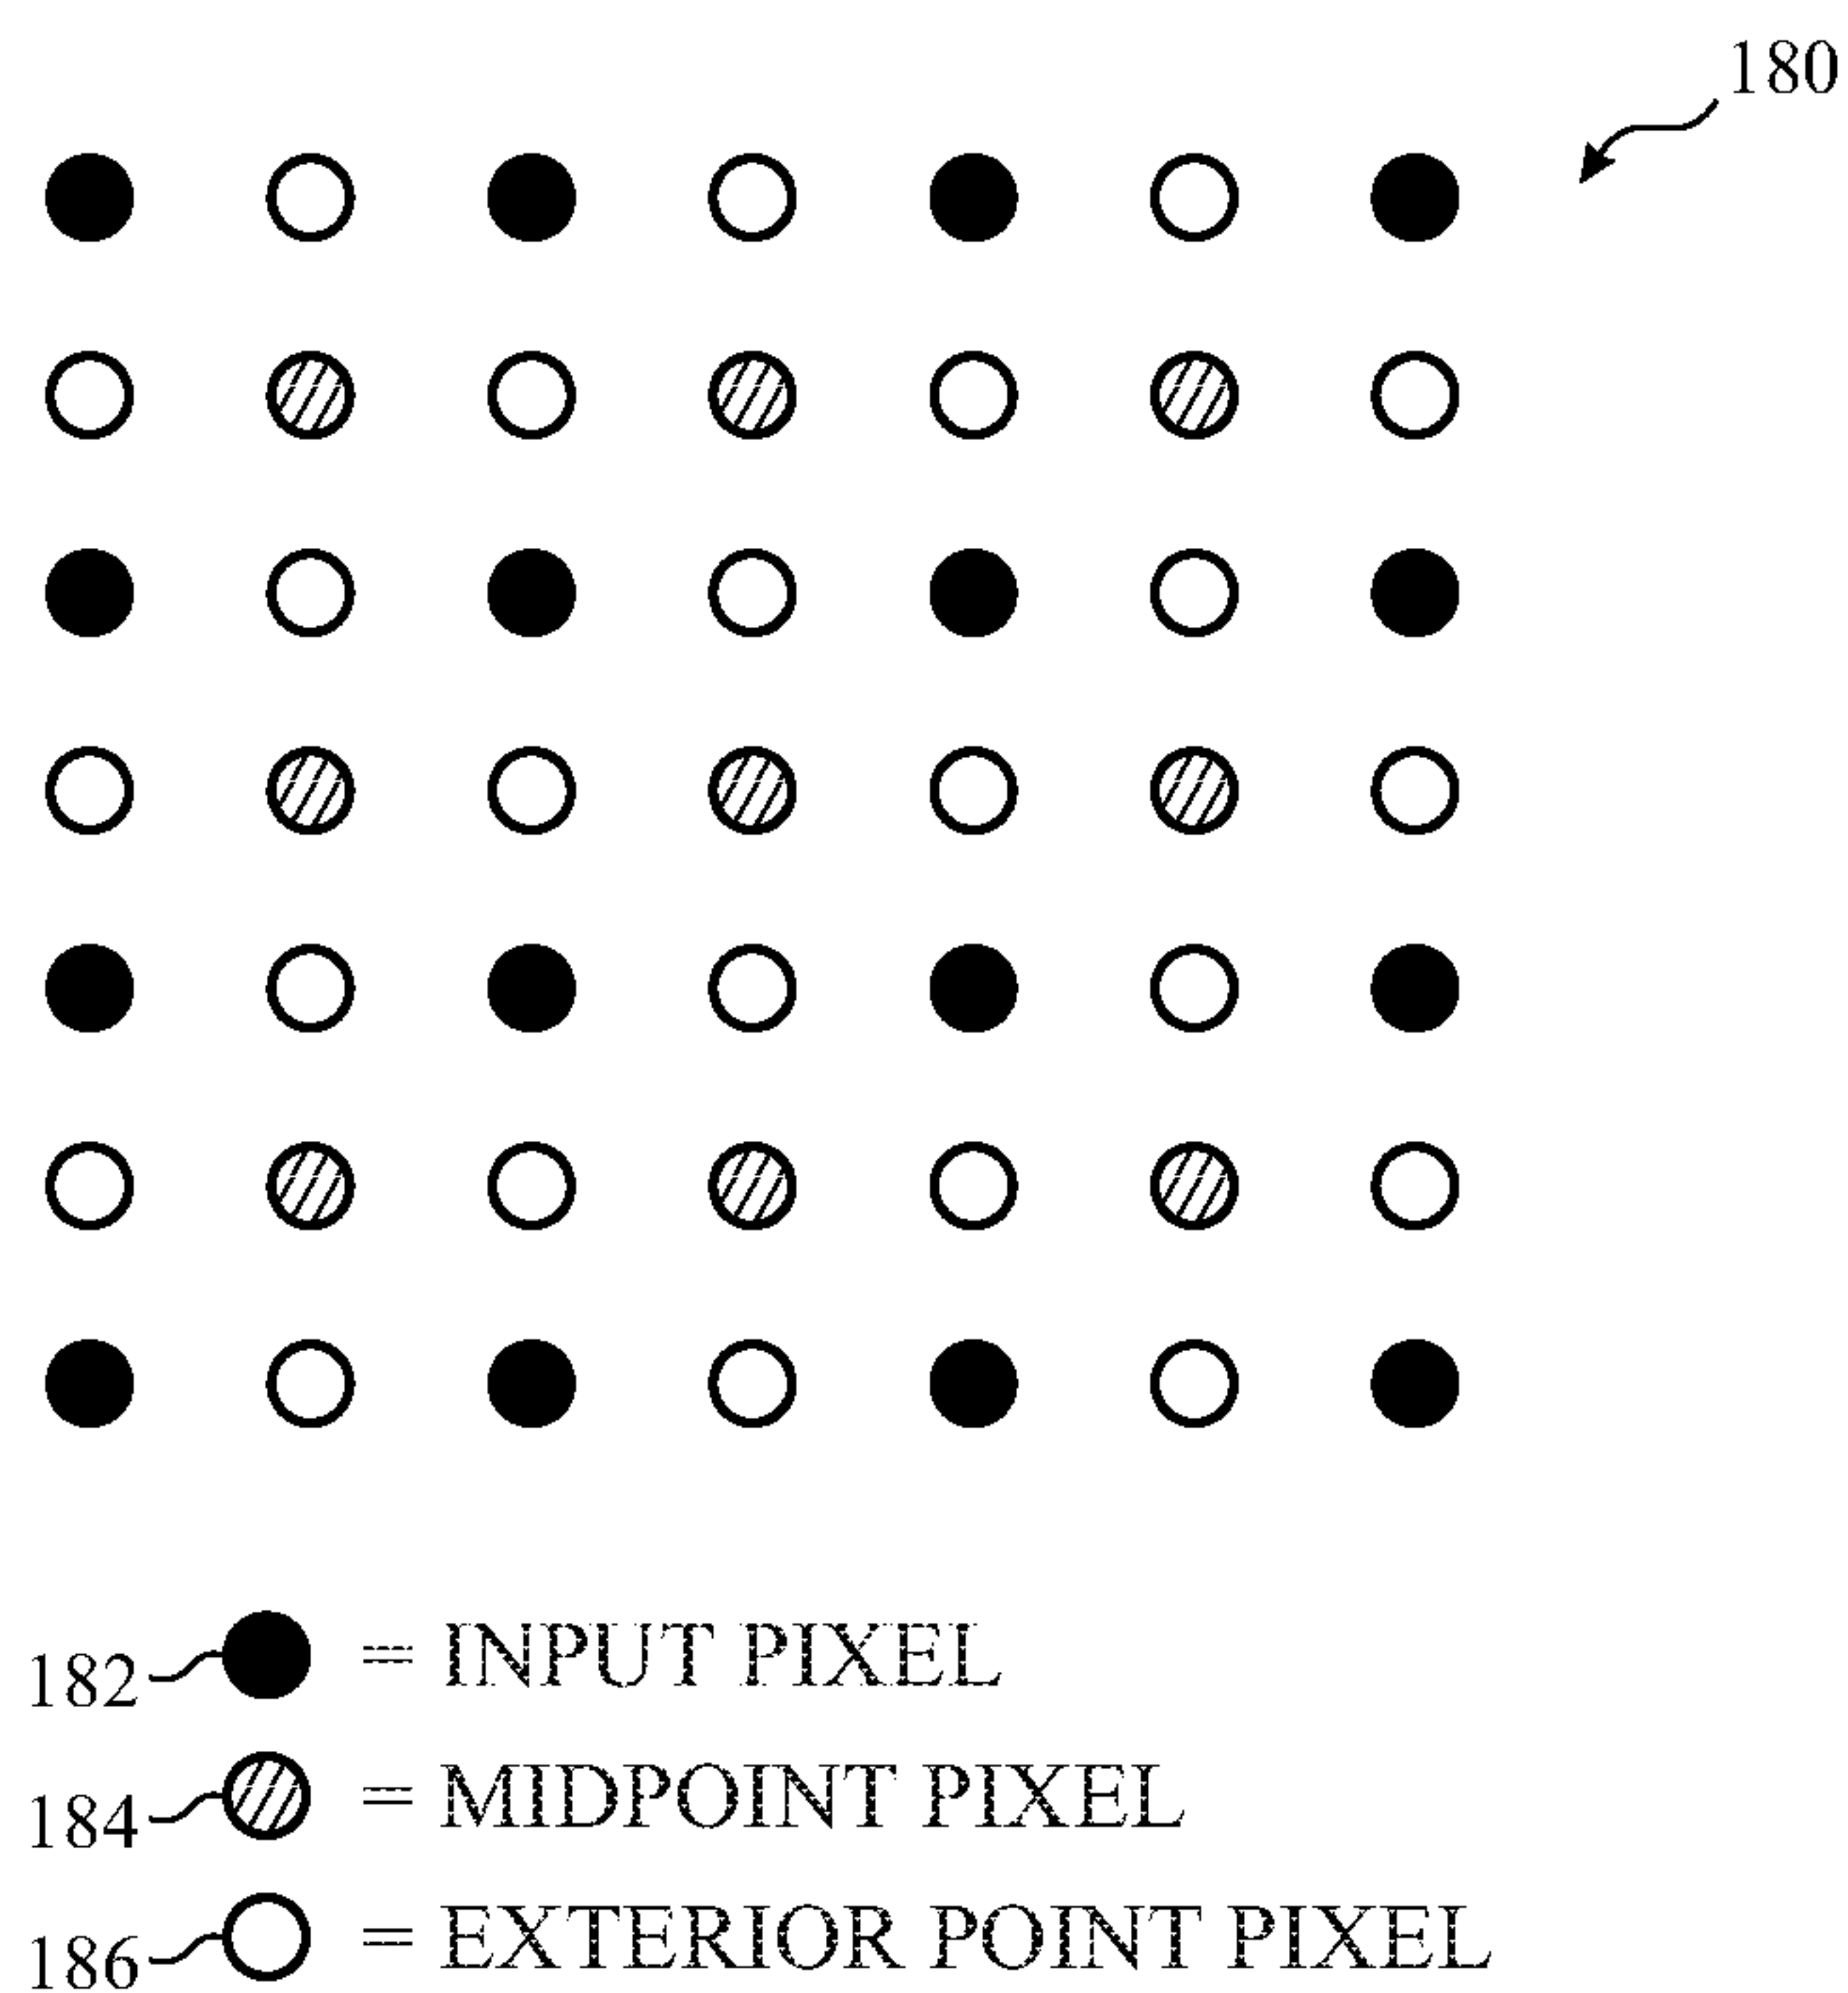 180
182 = INPUT PIXEL
184 = MIDPOINT PIXEL
186 = EXTERIOR POINT PIXEL